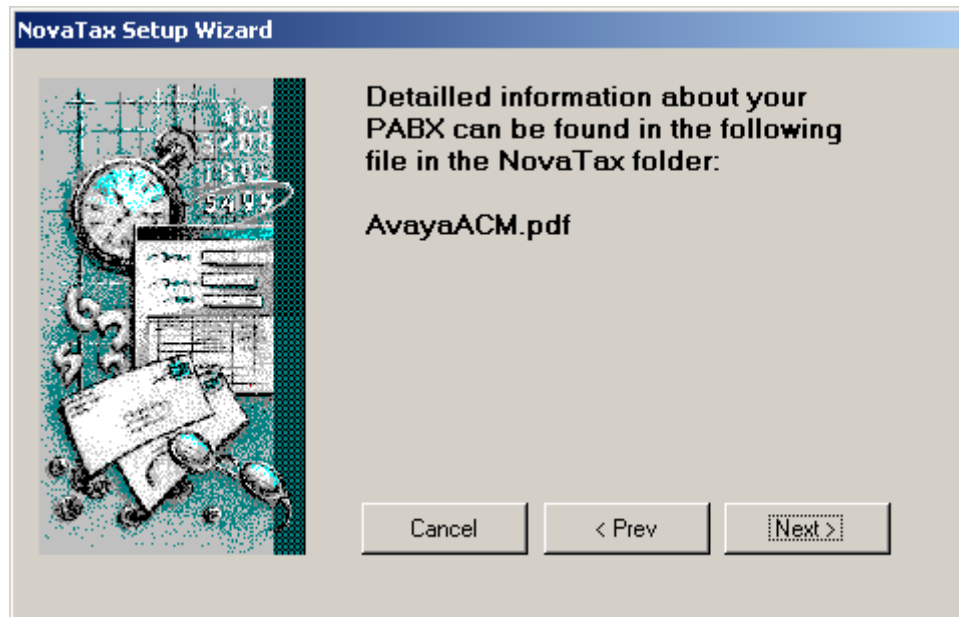 NovaTax Setup Wizard
Detailled information about your
PABX can be found in the following
file in the NovaTax folder:
AvayaACM.pdf
5495
Cancel
< Prev
Next >